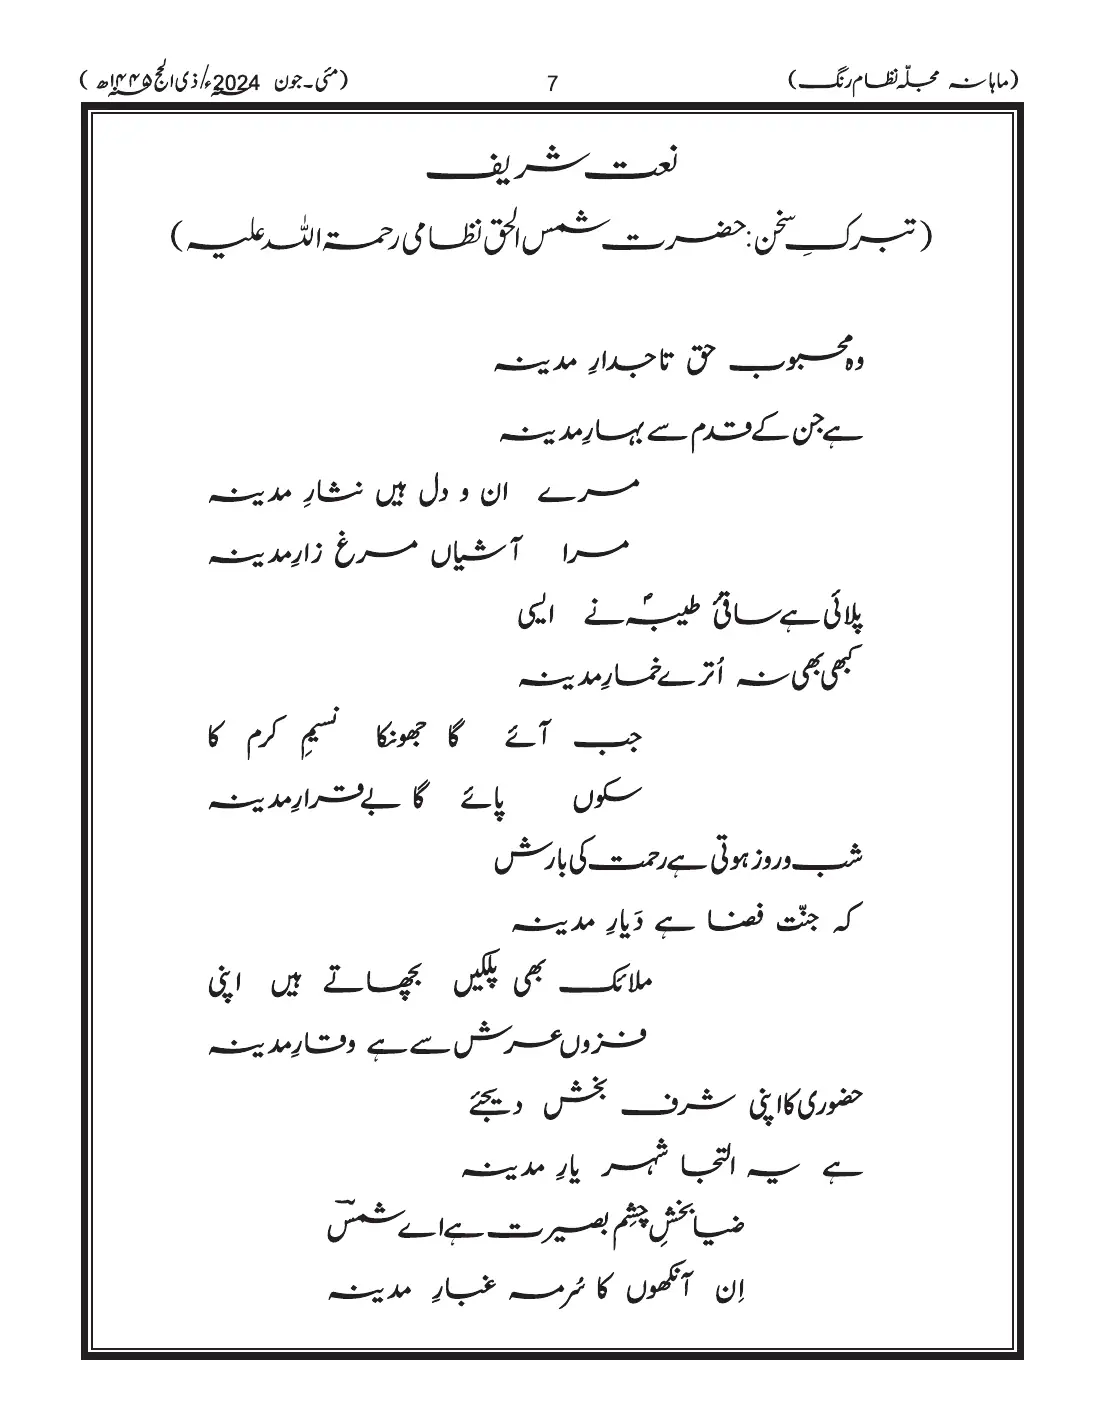 (ماہانہ مجلّہ نظام رنگ) 7 (مئی۔جون 2024ء/ذی الحج ۱۴۴۵ھ)
نعت شریف
(تبرکِ سخن: حضرت شمس الحق نظامی رحمۃ اللہ علیہ)
وہ محبوب حق تاجدارِ مدینہ
ہے جن کے قدم سے بہارِ مدینہ
مرے ان و دل ہیں نشارِ مدینہ
مرا آشیاں مرغ زارِ مدینہ
پلائی ہے ساقیٔ طیبہؐ نے ایسی
کبھی بھی نہ اُترے خمارِ مدینہ
جب آئے گا جھونکا نسیمِ کرم کا
سکوں پائے گا بے قرارِ مدینہ
شب و روز ہوتی ہے رحمت کی بارش
کہ جنّت فضا ہے دَیارِ مدینہ
ملائک بھی پلکیں بچھاتے ہیں اپنی
فزوں عرش سے ہے وقارِ مدینہ
حضوری کا اپنی شرف بخش دیجئے
ہے یہ التجا شہر یارِ مدینہ
ضیا بخشِ چشمِ بصیرت ہے اے شمسؔ
اِن آنکھوں کا سُرمہ غبارِ مدینہ